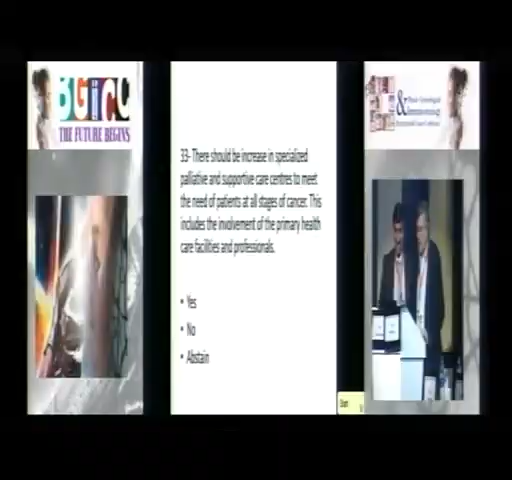 BGICC
THE FUTURE BEGINS
33- There should be increase in specialized
palliative and supportive care centres to meet
the need of patients at all stages of cancer. This
includes the involvement of the primary health
care facilities and professionals.
• Yes
• No
• Abstain
&
Start